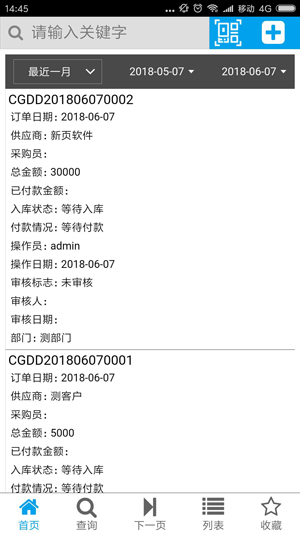 14:45 ... 移动 4G
请输入关键字
最近一月 2018-05-07 2018-06-07
CGDD201806070002
订单日期：2018-06-07
供应商：新页软件
采购员：
总金额：30000
已付款金额：
入库状态：等待入库
付款情况：等待付款
操作员：admin
操作日期：2018-06-07
审核标志：未审核
审核人：
审核日期：
部门：测部门
CGDD201806070001
订单日期：2018-06-07
供应商：测客户
采购员：
总金额：5000
已付款金额：
入库状态：等待入库
付款情况：等待付款
首页 查询 下一页 列表 收藏